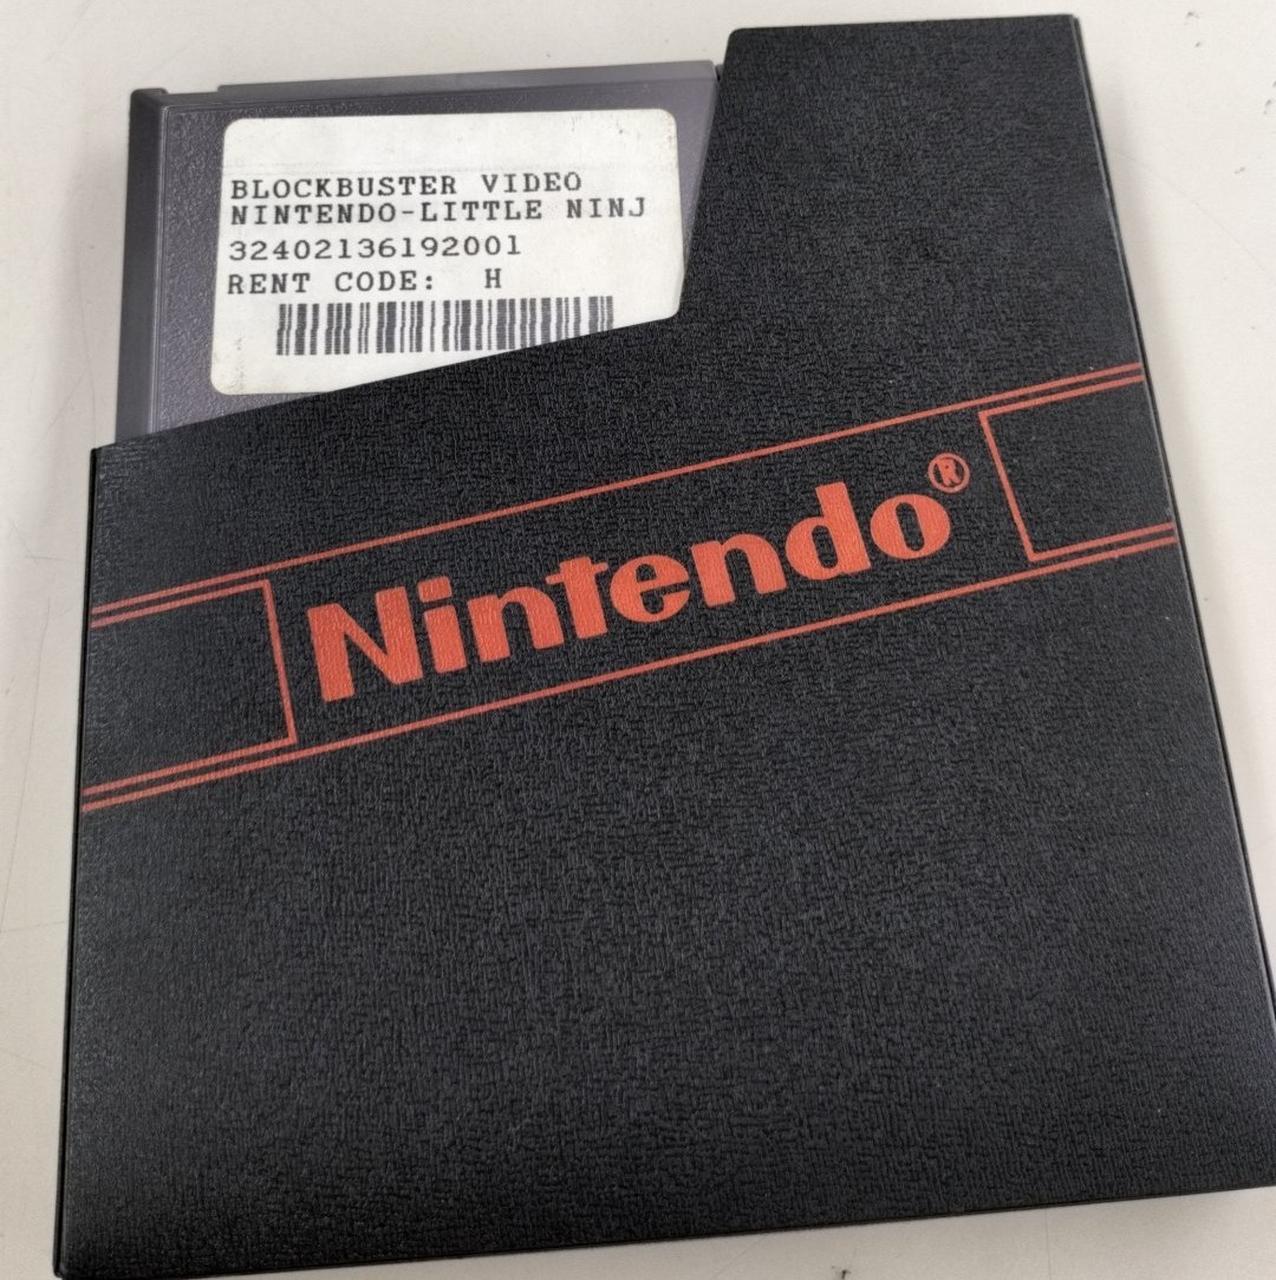 BLOCKBUSTER VIDEO
NINTENDO-LITTLE NINJ
32402136192001
RENT CODE: H
Nintendo®